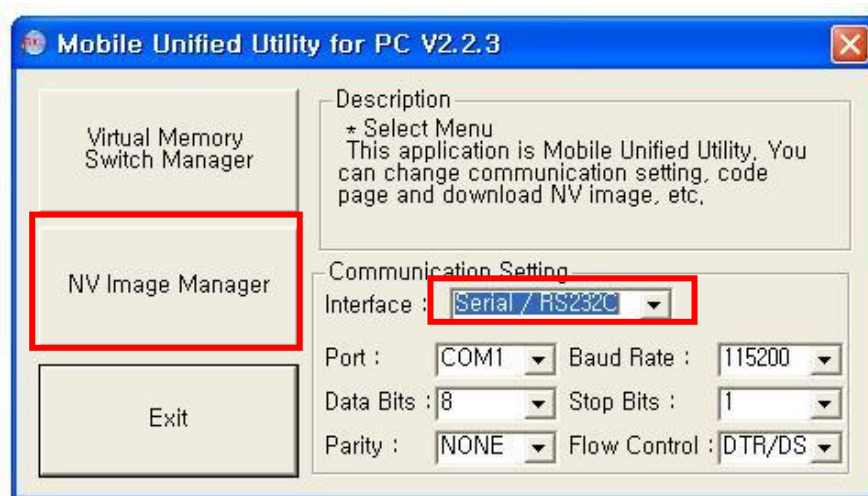 Mobile Unified Utility for PC V2.2.3
Virtual Memory
Switch Manager
NV Image Manager
Exit
Description
* Select Menu
This application is Mobile Unified Utility, You
can change communication setting, code
page and download NV image, etc,
Communication Setting
Interface : Serial / RS232C
Port : COM1 Baud Rate : 115200
Data Bits : 8 Stop Bits : 1
Parity : NONE Flow Control : DTR/DS